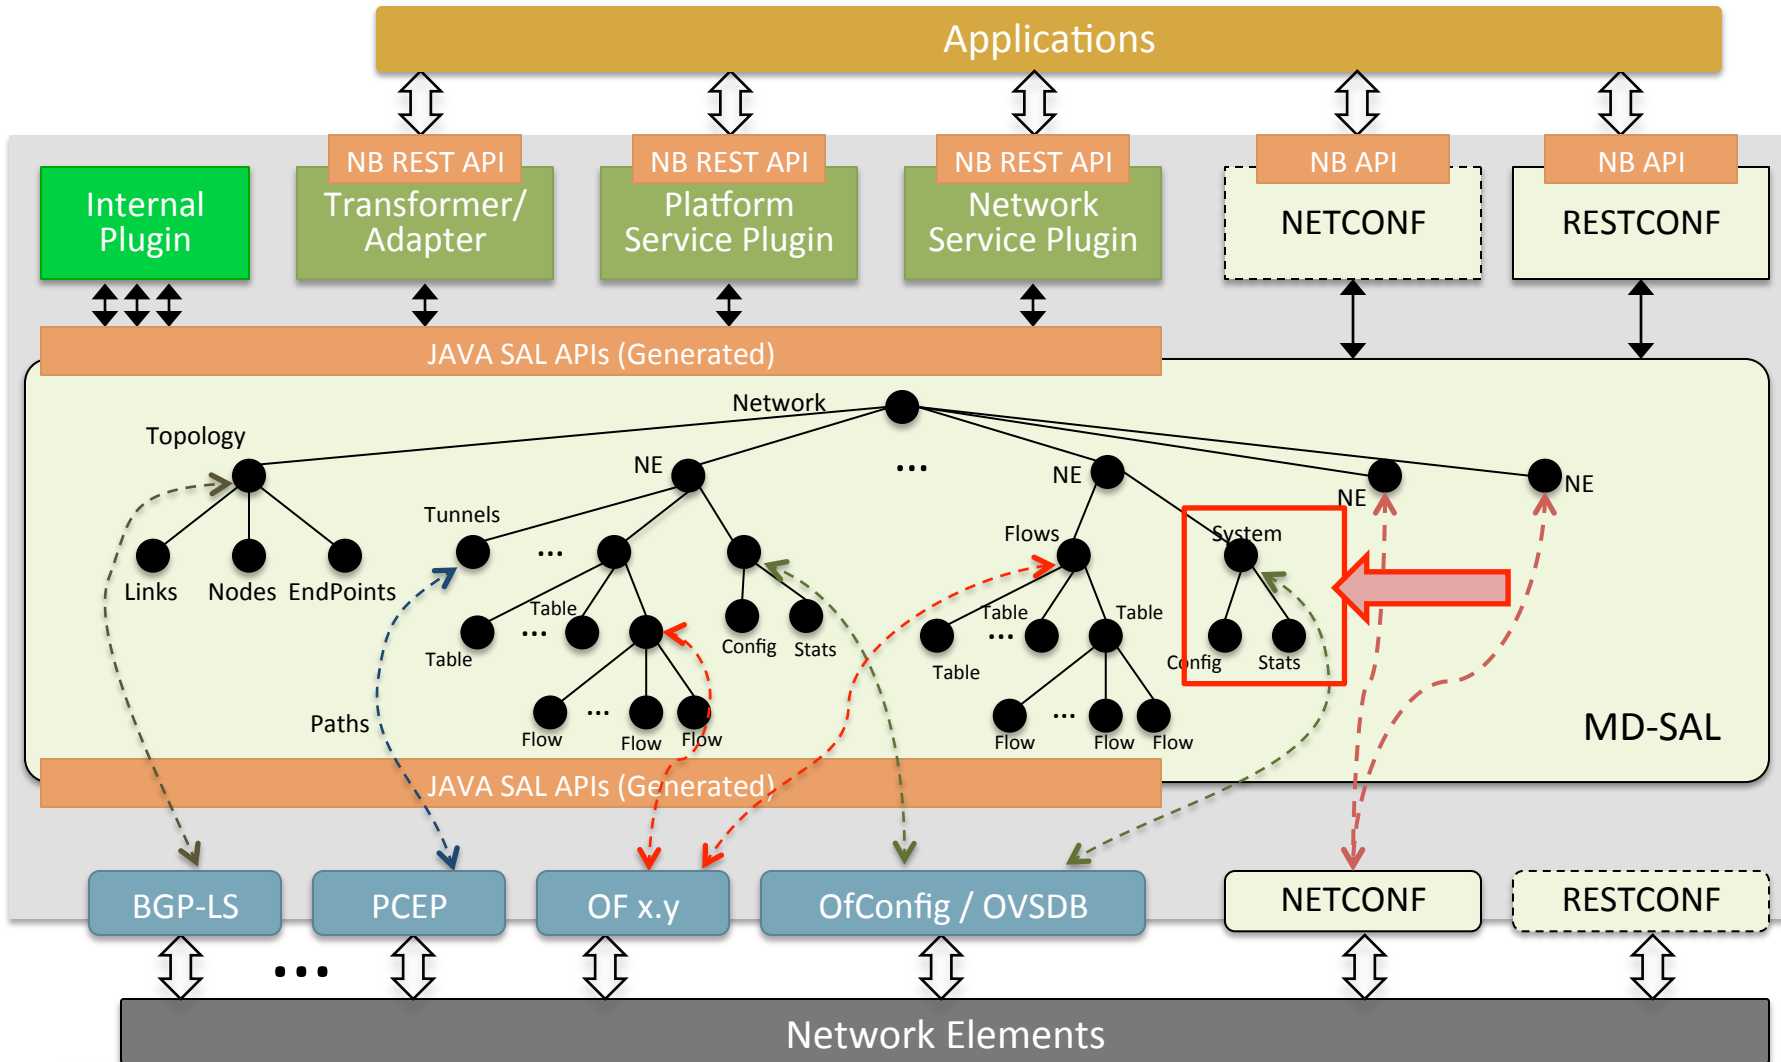 Applications
NB REST API
NB REST API
NB REST API
NB API
NB API
Internal
Plugin
Transformer/
Adapter
Platform
Service Plugin
Network
Service Plugin
NETCONF
RESTCONF
JAVA SAL APIs (Generated)
Network
Topology
NE
...
NE
NE
NE
Tunnels
...
Flows
System
Links
Nodes
EndPoints
Table
...
Table
Config
Stats
Table
...
Table
Table
Config
Stats
Paths
Flow
...
Flow
Flow
Flow
...
Flow
Flow
MD-SAL
JAVA SAL APIs (Generated)
BGP-LS
PCEP
OF x.y
OfConfig / OVSDB
NETCONF
RESTCONF
...
Network Elements